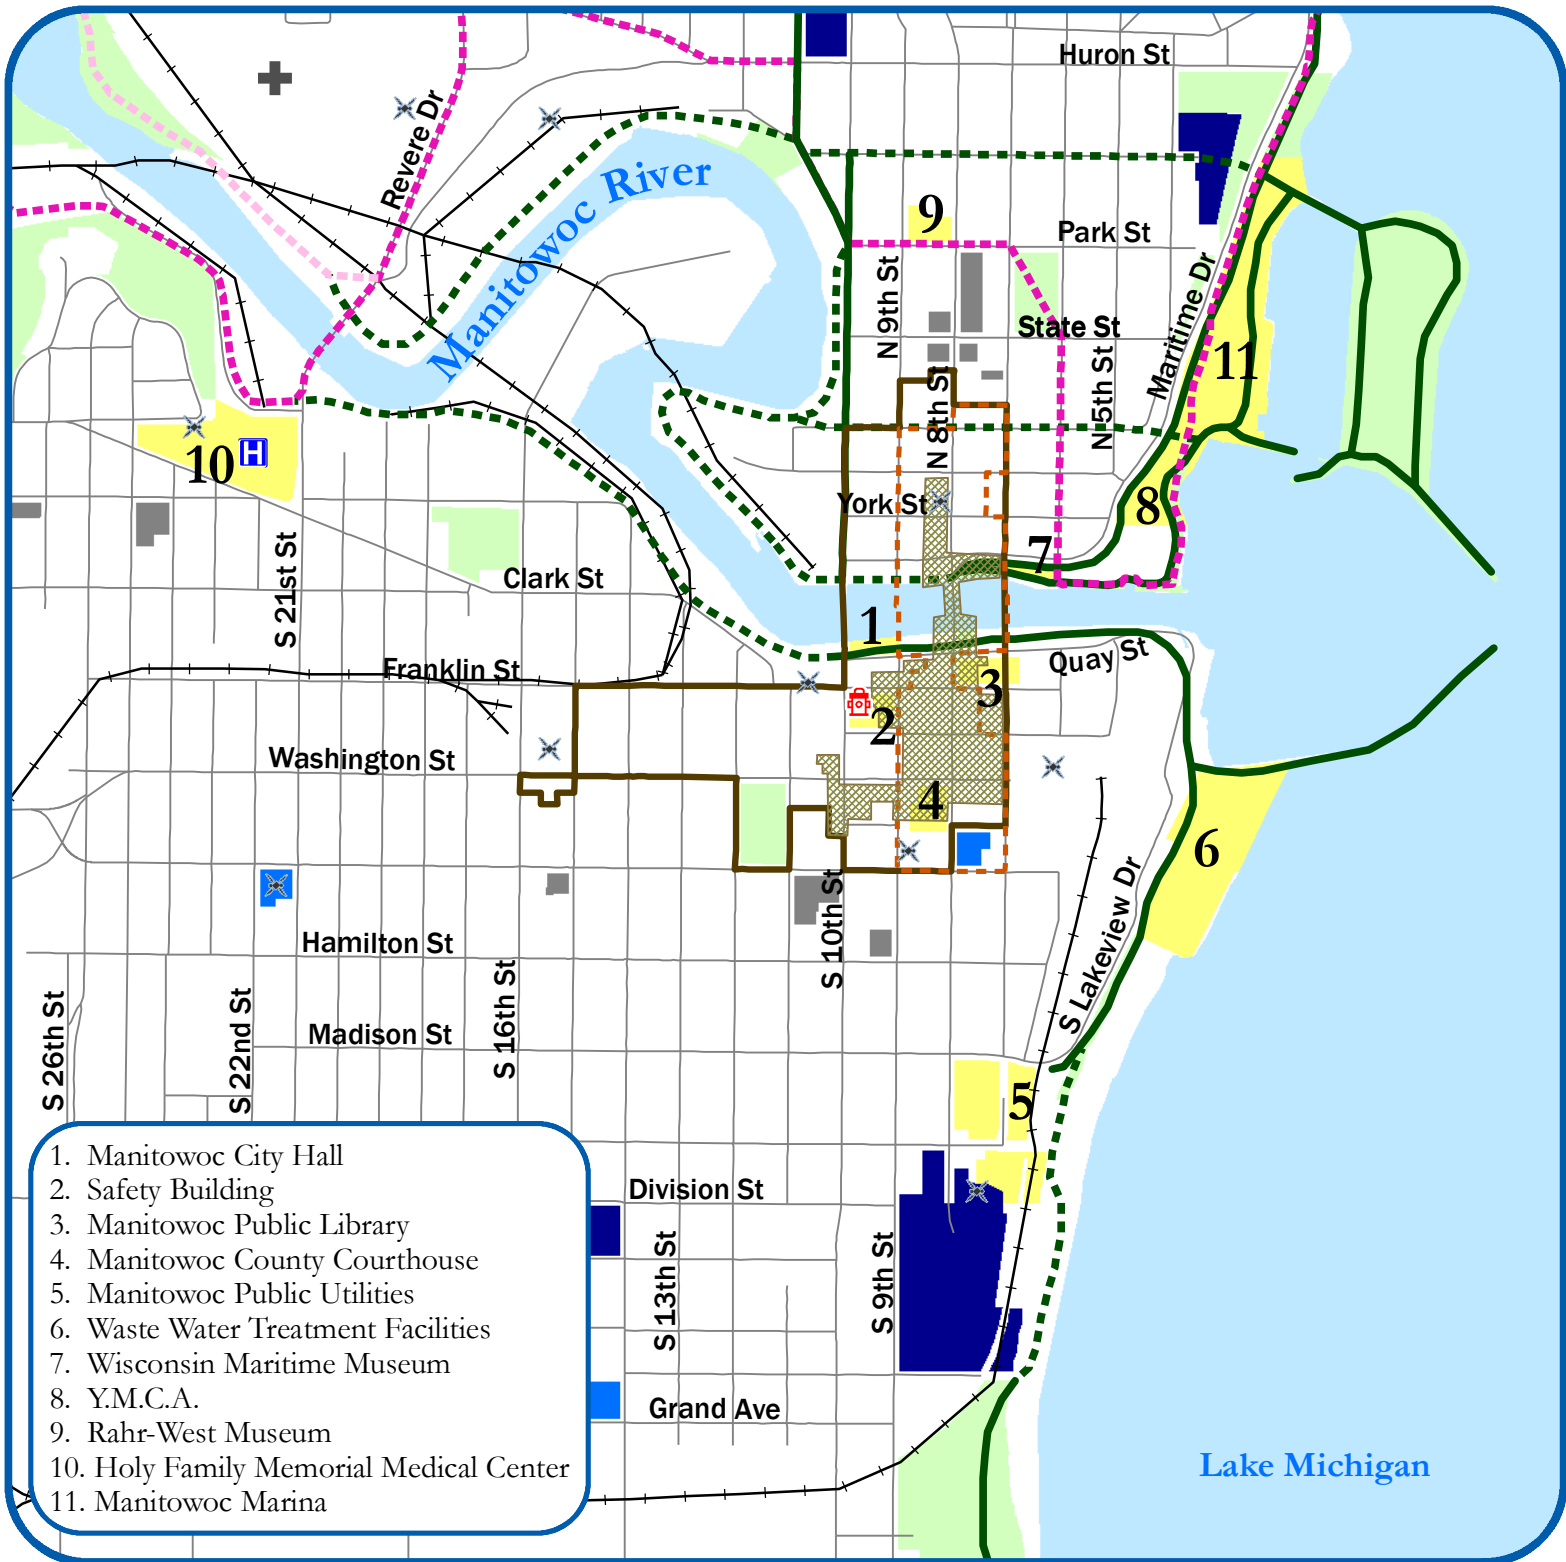 Huron St
Revere Dr
Manitowoc River
9
Park St
N 9th St
Maritime Dr
State St
11
N 8th St
N 5th St
10
H
York St
8
7
Clark St
S 21st St
1
Quay St
Franklin St
3
2
Washington St
4
6
S 10th St
S Lakeview Dr
Hamilton St
S 16th St
S 26th St
S 22nd St
Madison St
5
1. Manitowoc City Hall
2. Safety Building
3. Manitowoc Public Library
4. Manitowoc County Courthouse
5. Manitowoc Public Utilities
6. Waste Water Treatment Facilities
7. Wisconsin Maritime Museum
8. Y.M.C.A.
9. Rahr-West Museum
10. Holy Family Memorial Medical Center
11. Manitowoc Marina
Division St
S 13th St
S 9th St
Grand Ave
Lake Michigan